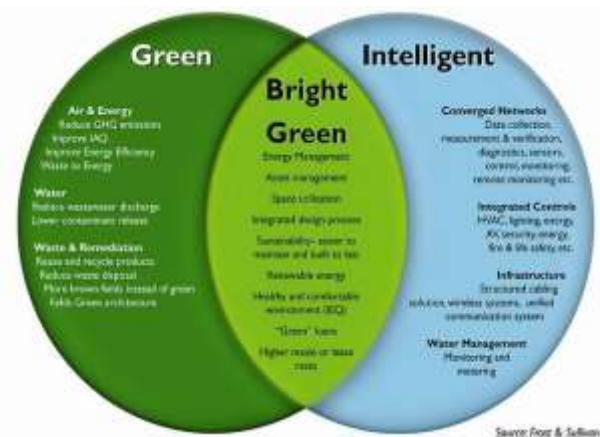 Green
Air & Energy
Reduce GHG emissions
Improve IAQ
Improve Energy Efficiency
Waste to Energy
Water
Reduce wastewater discharge
Lower contaminant release
Waste & Remediation
Reuse and recycle products
Reduce waste disposal
More brown fields instead of green
Fields Green architecture
Bright
Green
Energy Management
Asset management
Space utilization
Integrated design process
Sustainability- easier to
maintain and built to last
Renewable energy
Healthy and comfortable
environment (IEQ)
"Green" loans
Higher resale or lease
rates
Intelligent
Converged Networks
Data collection,
measurement & verification,
diagnostics, sensors,
control, monitoring,
remote monitoring etc.
Integrated Controls
HVAC, lighting, energy,
AV, security, energy,
fire & life safety, etc.
Infrastructure
Structured cabling
solution, wireless systems, unified
communication system
Water Management
Monitoring and
metering
Source: Frost & Sullivan